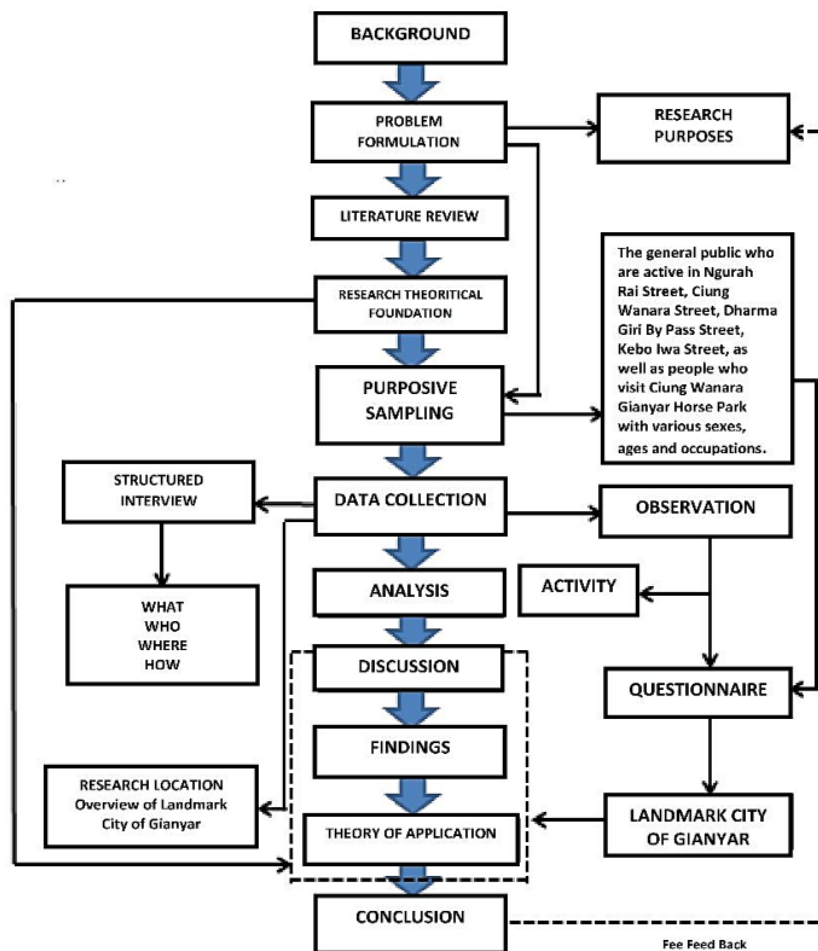 BACKGROUND
PROBLEM
FORMULATION
RESEARCH
PURPOSES
LITERATURE REVIEW
RESEARCH THEORITICAL
FOUNDATION
The general public who
are active in Ngurah
Rai Street, Ciung
Wanara Street, Dharma
Giri By Pass Street,
Kebo Iwa Street, as
well as people who
visit Ciung Wanara
Gianyar Horse Park
with various sexes,
ages and occupations.
PURPOSIVE
SAMPLING
STRUCTURED
INTERVIEW
DATA COLLECTION
OBSERVATION
ANALYSIS
ACTIVITY
WHAT
WHO
WHERE
HOW
DISCUSSION
QUESTIONNAIRE
FINDINGS
RESEARCH LOCATION
Overview of Landmark
City of Gianyar
THEORY OF APPLICATION
LANDMARK CITY
OF GIANYAR
CONCLUSION
Fee Feed Back